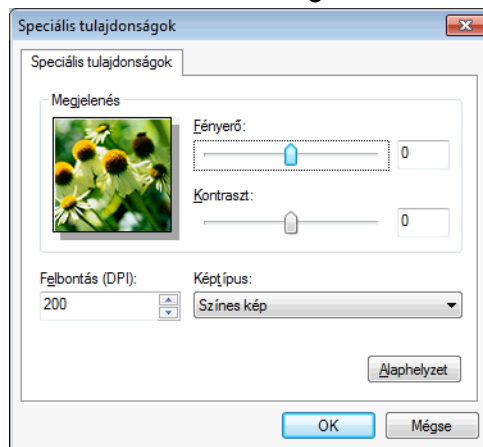 Speciális tulajdonságok
Speciális tulajdonságok
Megjelenés
Fényerő:
0
Kontraszt:
0
Felbontás (DPI): Képtípus:
200 Színes kép
Alaphelyzet
OK Mégse